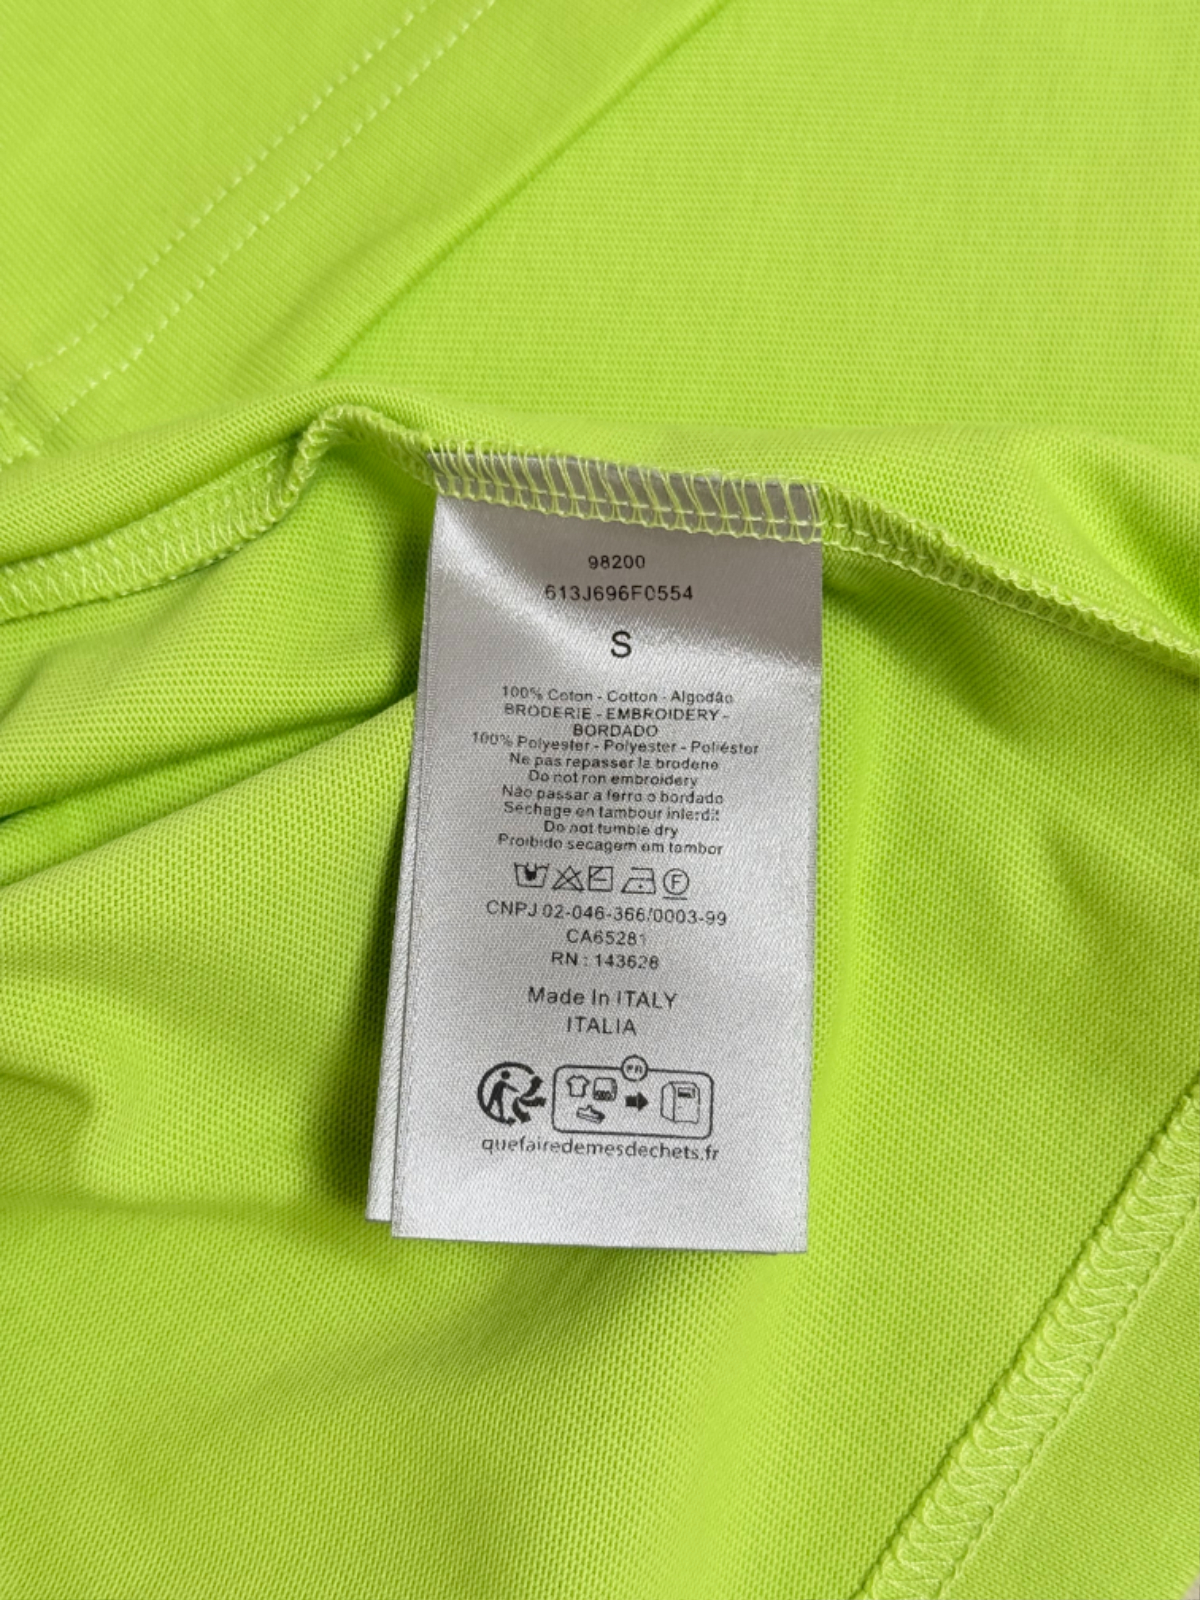 98200
613J696F0554
S
100% Coton - Cotton - Algodão
BRODERIE - EMBROIDERY -
BORDADO
100% Polyester - Polyester - Poliéster
Ne pas repasser la broderie
Do not ron embroidery
Não passar a ferro o bordado
Séchage en tambour interdit
Do not tumble dry
Proibido secagem em tambor
F
CNPJ 02-046-366/0003-99
CA65281
RN : 143628
Made In ITALY
ITALIA
FR
quefairedemesdechets.fr